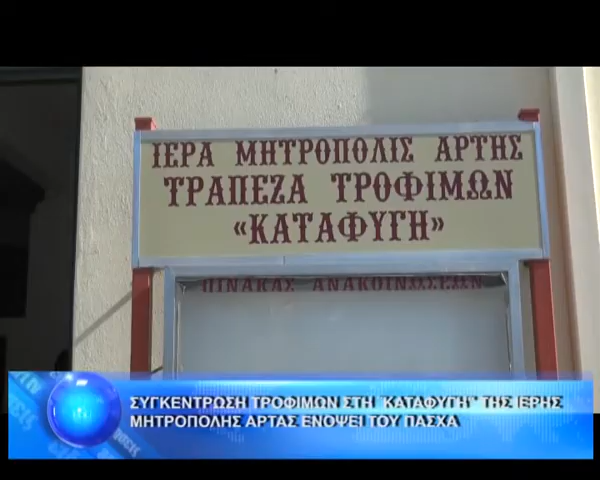 ΙΕΡΑ ΜΗΤΡΟΠΟΛΙΣ ΑΡΤΗΣ
ΤΡΑΠΕΖΑ ΤΡΟΦΙΜΩΝ
«ΚΑΤΑΦΥΓΗ»
ΠΙΝΑΚΑΣ ΑΝΑΚΟΙΝΩΣΕΩΝ
ΣΥΓΚΕΝΤΡΩΣΗ ΤΡΟΦΙΜΩΝ ΣΤΗ "ΚΑΤΑΦΥΓΗ" ΤΗΣ ΙΕΡΗΣ
ΜΗΤΡΟΠΟΛΗΣ ΑΡΤΑΣ ΕΝΟΨΕΙ ΤΟΥ ΠΑΣΧΑ